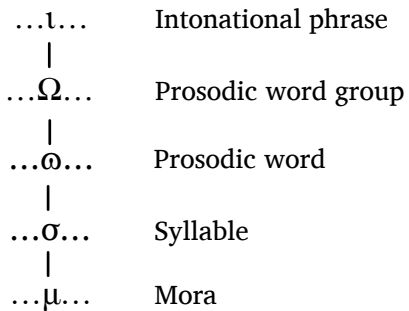 …ι… Intonational phrase
…Ω… Prosodic word group
…ω… Prosodic word
…σ… Syllable
…μ… Mora